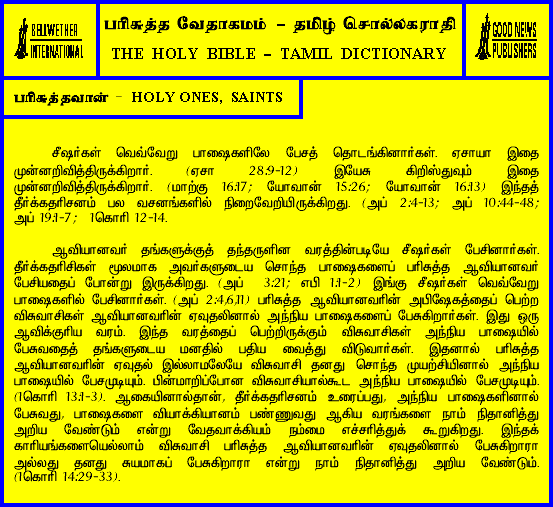 BELLWETHER
INTERNATIONAL
பரிசுத்த வேதாகமம் - தமிழ் சொல்லகராதி
THE HOLY BIBLE - TAMIL DICTIONARY
GOOD NEWS
PUBLISHERS
பரிசுத்தவான் - HOLY ONES, SAINTS
சீஷர்கள் வெவ்வேறு பாஷைகளிலே பேசத் தொடங்கினார்கள். ஏசாயா இதை
முன்னறிவித்திருக்கிறார். (ஏசா 28:9-12) இயேசு கிறிஸ்துவும் இதை
முன்னறிவித்திருக்கிறார். (மாற்கு 16:17; யோவான் 15:26; யோவான் 16:13) இந்தத்
தீர்க்கதரிசனம் பல வசனங்களில் நிறைவேறியிருக்கிறது. (அப் 2:4-13; அப் 10:44-48;
அப் 19:1-7; 1கொரி 12-14.
ஆவியானவர் தங்களுக்குத் தந்தருளின வரத்தின்படியே சீஷர்கள் பேசினார்கள்.
தீர்க்கதரிசிகள் மூலமாக அவர்களுடைய சொந்த பாஷைகளைப் பரிசுத்த ஆவியானவர்
பேசியதைப் போன்று இருக்கிறது. (அப் 3:21; எபி 1:1-2) இங்கு சீஷர்கள் வெவ்வேறு
பாஷைகளில் பேசினார்கள். (அப் 2:4,6,11) பரிசுத்த ஆவியானவரின் அபிஷேகத்தைப் பெற்ற
விசுவாசிகள் ஆவியானவரின் ஏவுதலினால் அந்நிய பாஷைகளைப் பேசுகிறார்கள். இது ஒரு
ஆவிக்குரிய வரம். இந்த வரத்தைப் பெற்றிருக்கும் விசுவாசிகள் அந்நிய பாஷையில்
பேசுவதைத் தங்களுடைய மனதில் பதிய வைத்து விடுவார்கள். இதனால் பரிசுத்த
ஆவியானவரின் ஏவுதல் இல்லாமலேயே விசுவாசி தனது சொந்த முயற்சியினால் அந்நிய
பாஷையில் பேசமுடியும். பின்மாறிப்போன விசுவாசியால்கூட அந்நிய பாஷையில் பேசமுடியும்.
(1கொரி 13:1-3). ஆகையினால்தான், தீர்க்கதரிசனம் உரைப்பது, அந்நிய பாஷைகளினால்
பேசுவது, பாஷைகளை வியாக்கியானம் பண்ணுவது ஆகிய வரங்களை நாம் நிதானித்து
அறிய வேண்டும் என்று வேதவாக்கியம் நம்மை எச்சரித்துக் கூறுகிறது. இந்தக்
காரியங்களையெல்லாம் விசுவாசி பரிசுத்த ஆவியானவரின் ஏவுதலினால் பேசுகிறாரா
அல்லது தனது சுயமாகப் பேசுகிறாரா என்று நாம் நிதானித்து அறிய வேண்டும்.
(1கொரி 14:29-33).